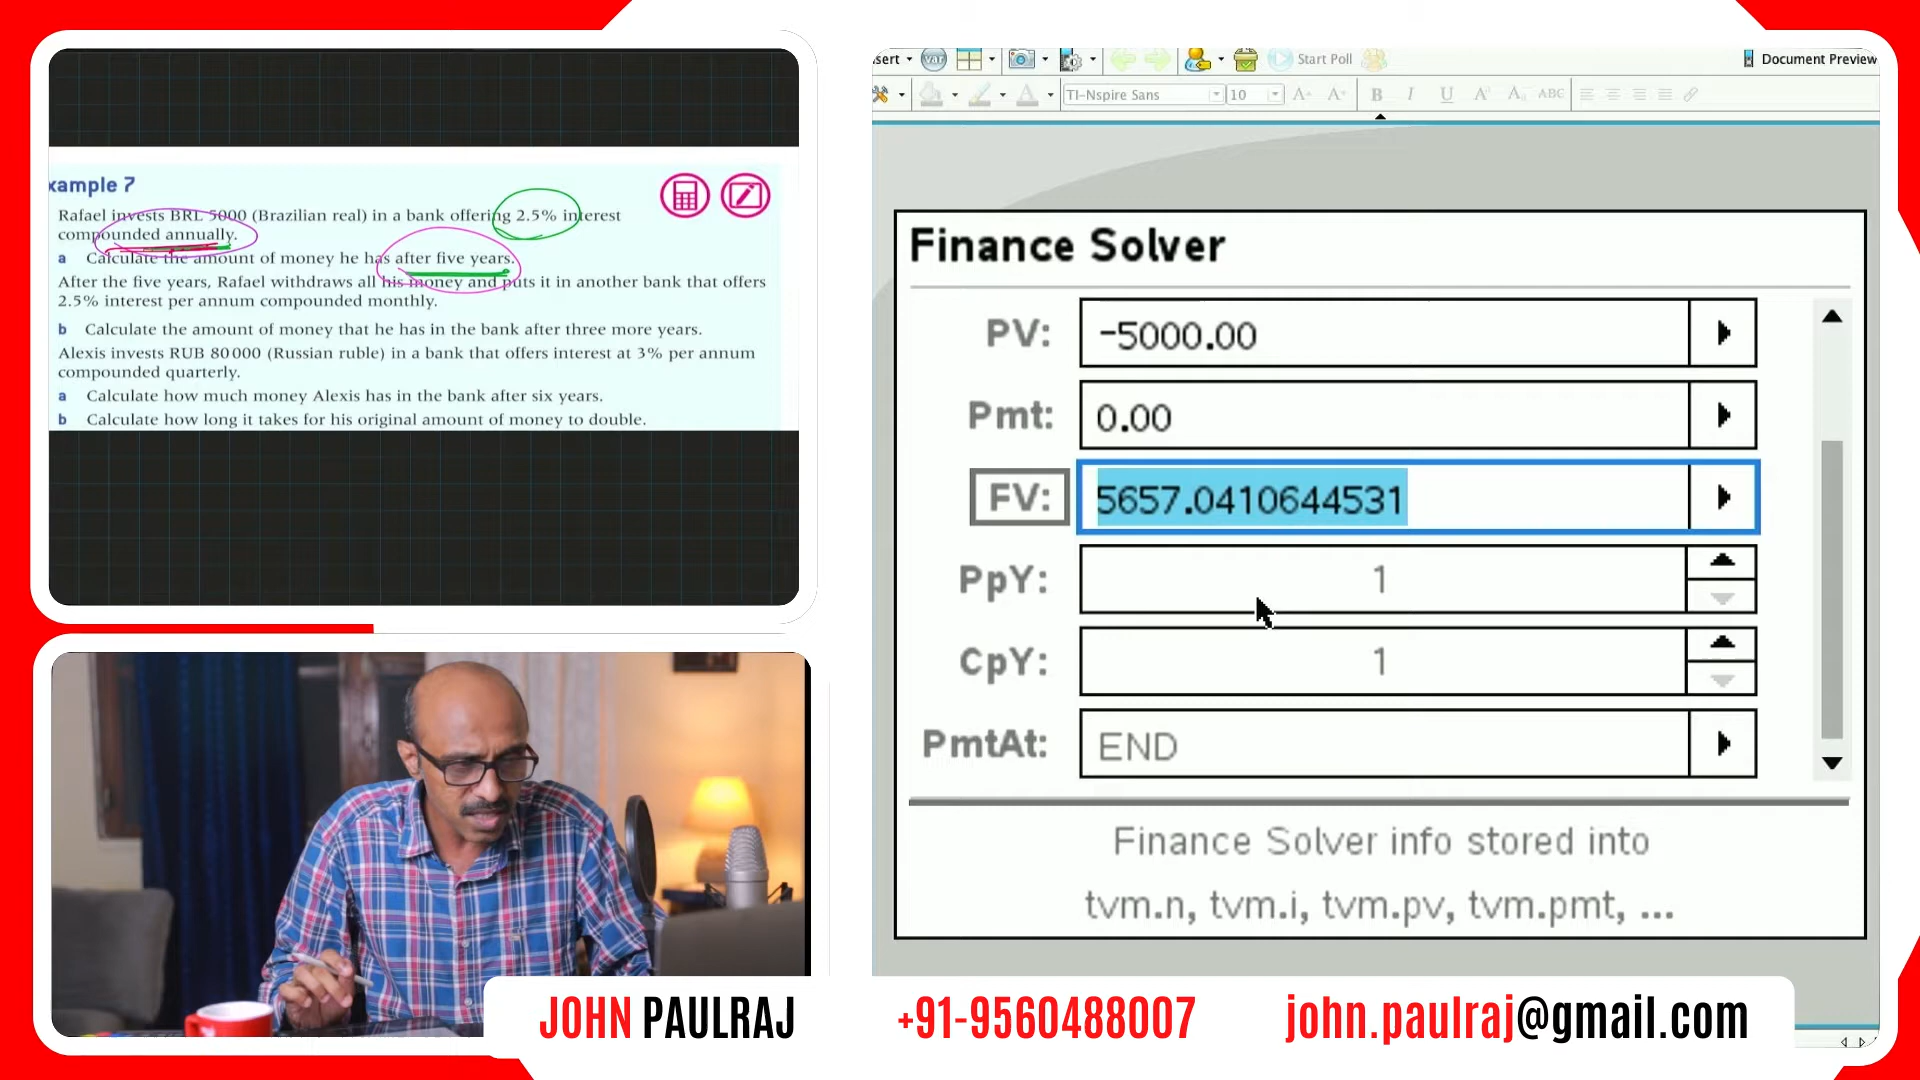 xample 7
Rafael invests BRL 5000 (Brazilian real) in a bank offering 2.5% interest
compounded annually.
a Calculate the amount of money he has after five years.
After the five years, Rafael withdraws all his money and puts it in another bank that offers
2.5% interest per annum compounded monthly.
b Calculate the amount of money that he has in the bank after three more years.
Alexis invests RUB 80 000 (Russian ruble) in a bank that offers interest at 3% per annum
compounded quarterly.
a Calculate how much money Alexis has in the bank after six years.
b Calculate how long it takes for his original amount of money to double.
sert var Start Poll Document Preview
TI-Nspire Sans 10 A+ A+ B I U A ABC
Finance Solver
PV: -5000.00
Pmt: 0.00
FV: 5657.0410644531
PpY: 1
CpY: 1
PmtAt: END
Finance Solver info stored into
tvm.n, tvm.i, tvm.pv, tvm.pmt, ...
JOHN PAULRAJ +91-9560488007 john.paulraj@gmail.com